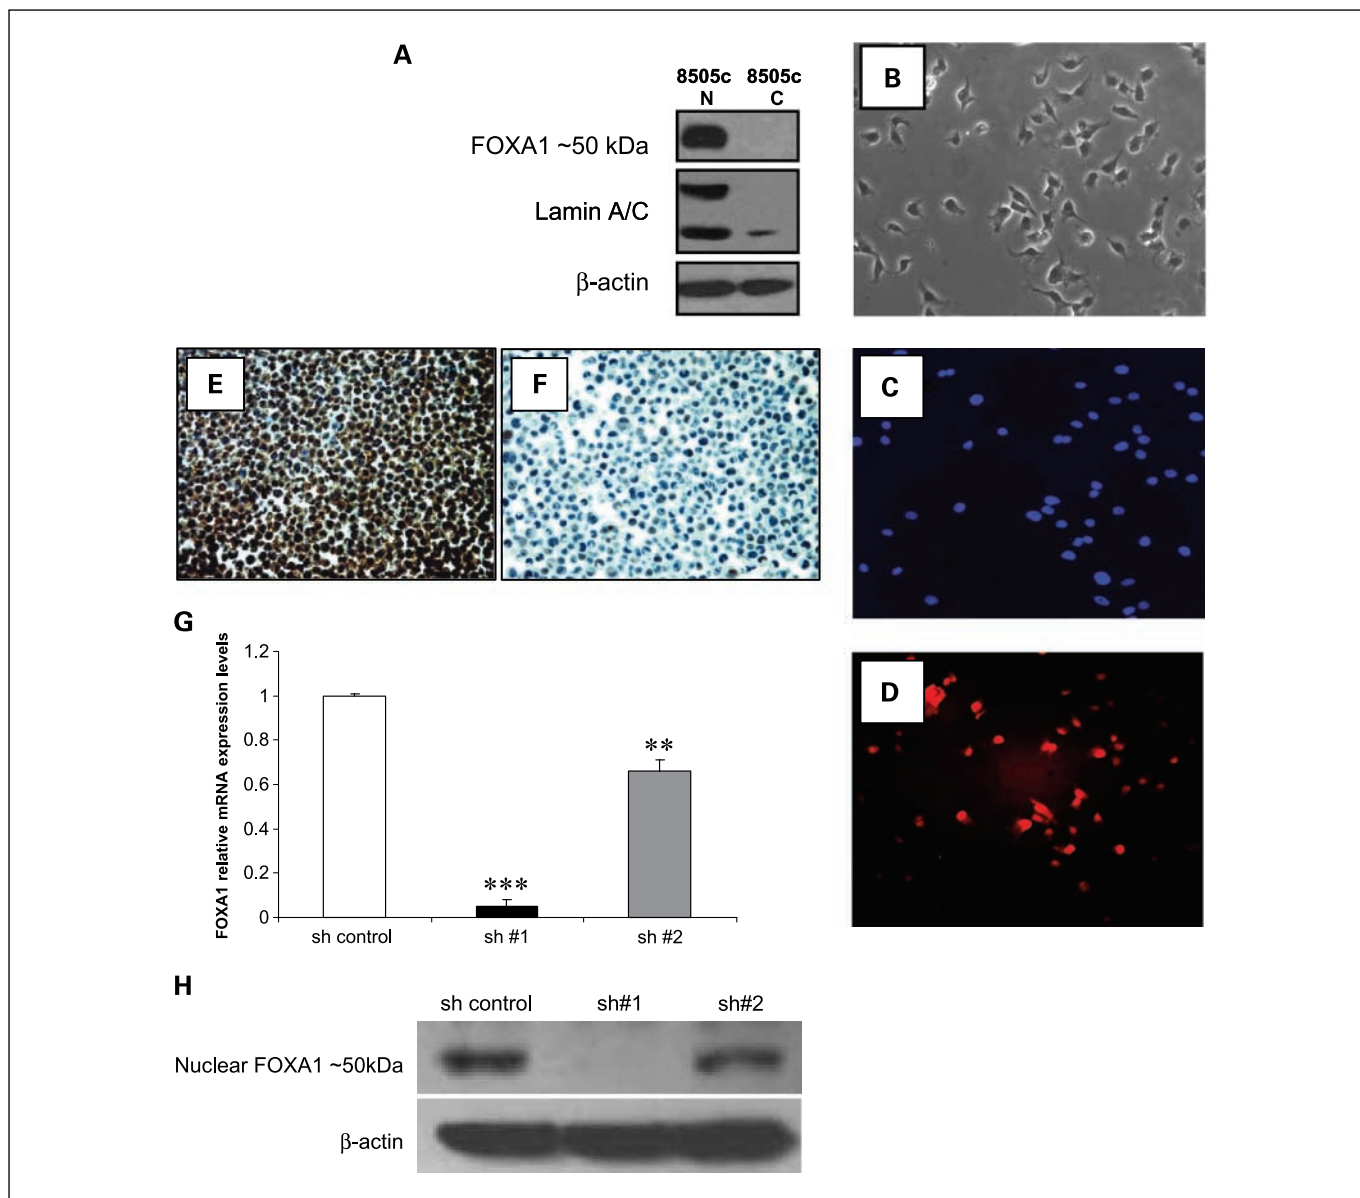 A
8505c 8505c
N C
FOXA1 ~50 kDa
Lamin A/C
β-actin
B
E
F
C
D
G
FOXA1 relative mRNA expression levels
1.2
1
0.8
0.6
0.4
0.2
0
***
**
sh control sh #1 sh #2
H
sh control sh#1 sh#2
Nuclear FOXA1 ~50kDa
β-actin